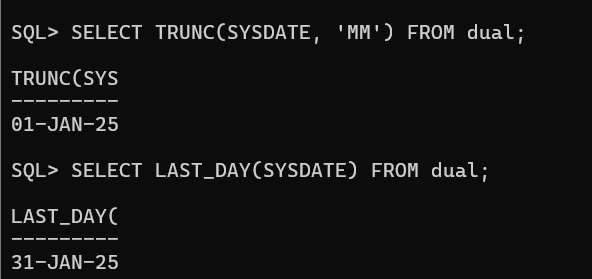 SQL> SELECT TRUNC(SYSDATE, 'MM') FROM dual;
TRUNC(SYS
---------
01-JAN-25
SQL> SELECT LAST_DAY(SYSDATE) FROM dual;
LAST_DAY(
---------
31-JAN-25